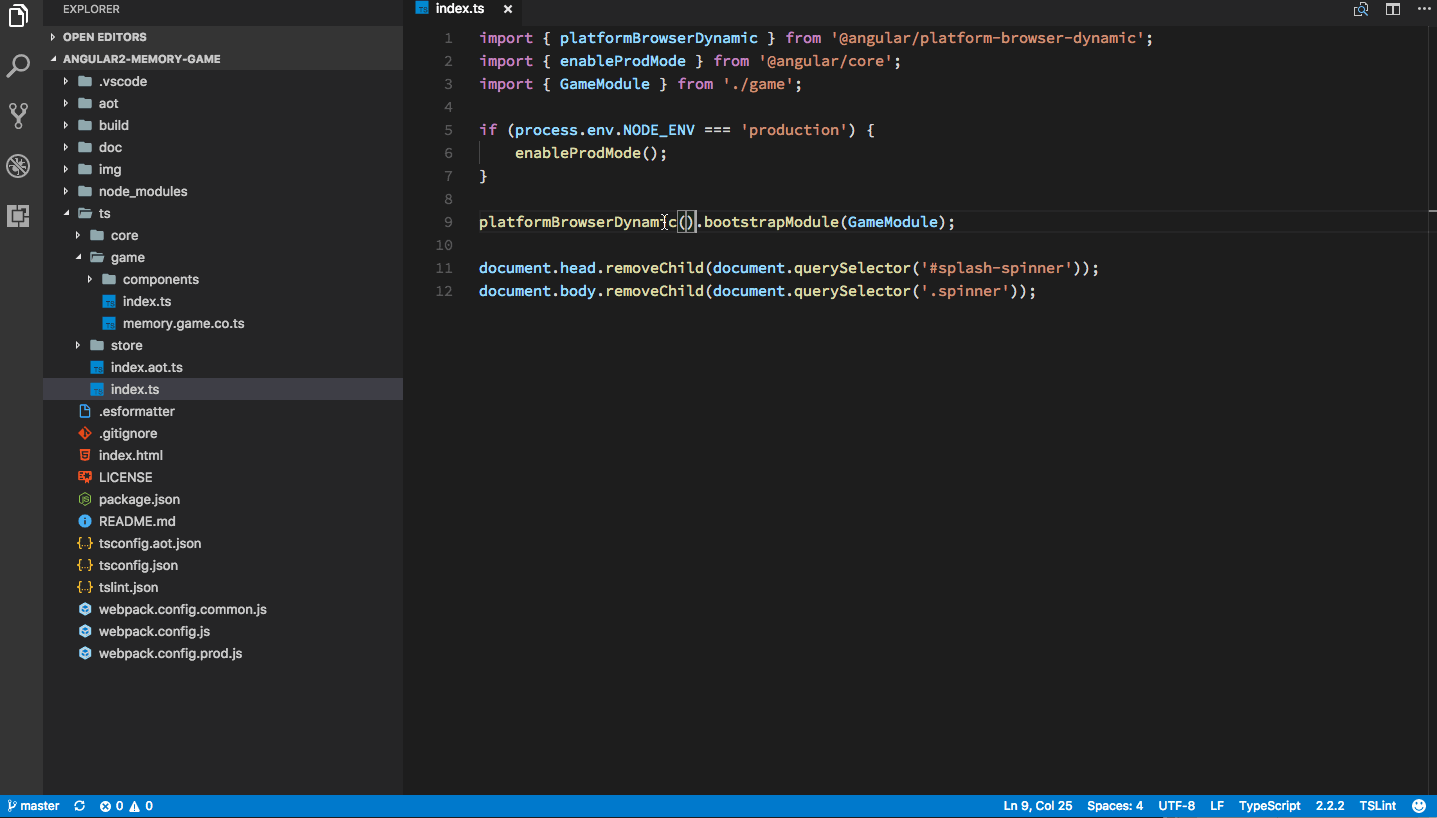 EXPLORER
OPEN EDITORS
ANGULAR2-MEMORY-GAME
.vscode
aot
build
doc
img
node_modules
ts
core
game
components
index.ts
memory.game.co.ts
store
index.aot.ts
index.ts
.esformatter
.gitignore
index.html
LICENSE
package.json
README.md
tsconfig.aot.json
tsconfig.json
tslint.json
webpack.config.common.js
webpack.config.js
webpack.config.prod.js
index.ts
1 import { platformBrowserDynamic } from '@angular/platform-browser-dynamic';
2 import { enableProdMode } from '@angular/core';
3 import { GameModule } from './game';
4
5 if (process.env.NODE_ENV === 'production') {
6 enableProdMode();
7 }
8
9 platformBrowserDynamic().bootstrapModule(GameModule);
10
11 document.head.removeChild(document.querySelector('#splash-spinner'));
12 document.body.removeChild(document.querySelector('.spinner'));
master 0 0 Ln 9, Col 25 Spaces: 4 UTF-8 LF TypeScript 2.2.2 TSLint